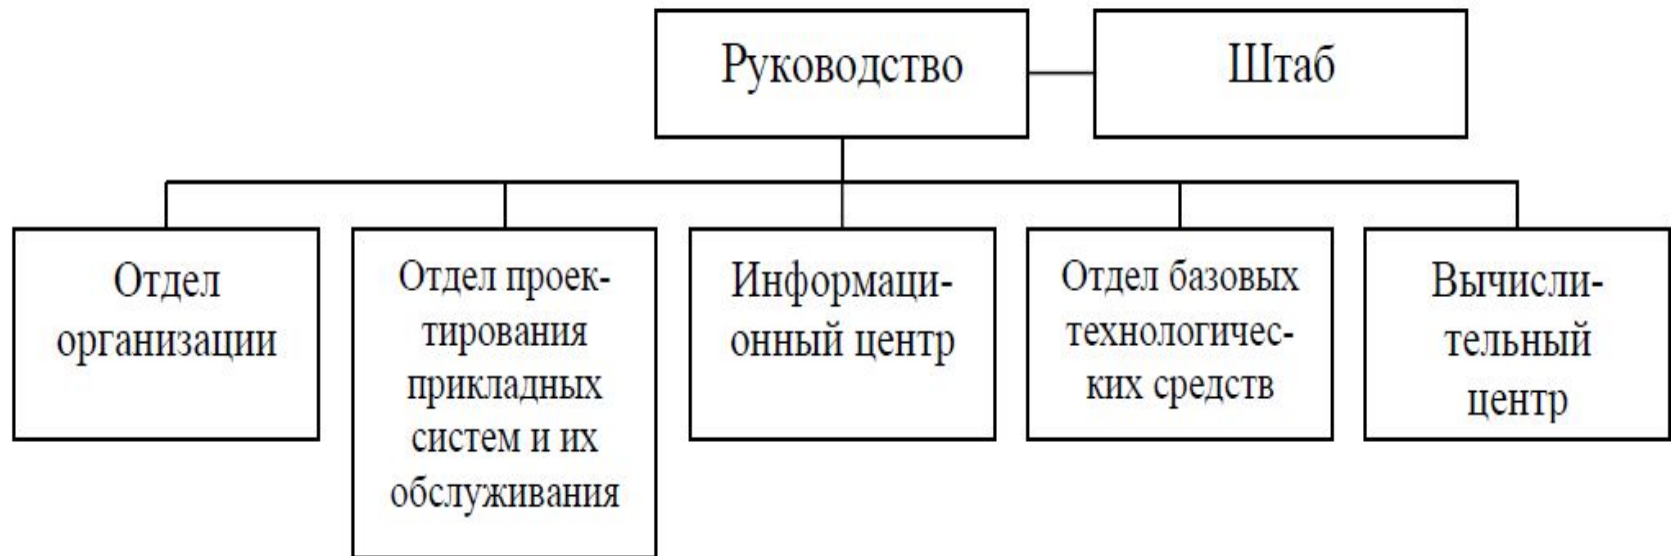 Руководство
Штаб
Отдел
организации
Отдел проек-
тирования
прикладных
систем и их
обслуживания
Информаци-
онный центр
Отдел базовых
технологичес-
ких средств
Вычисли-
тельный
центр